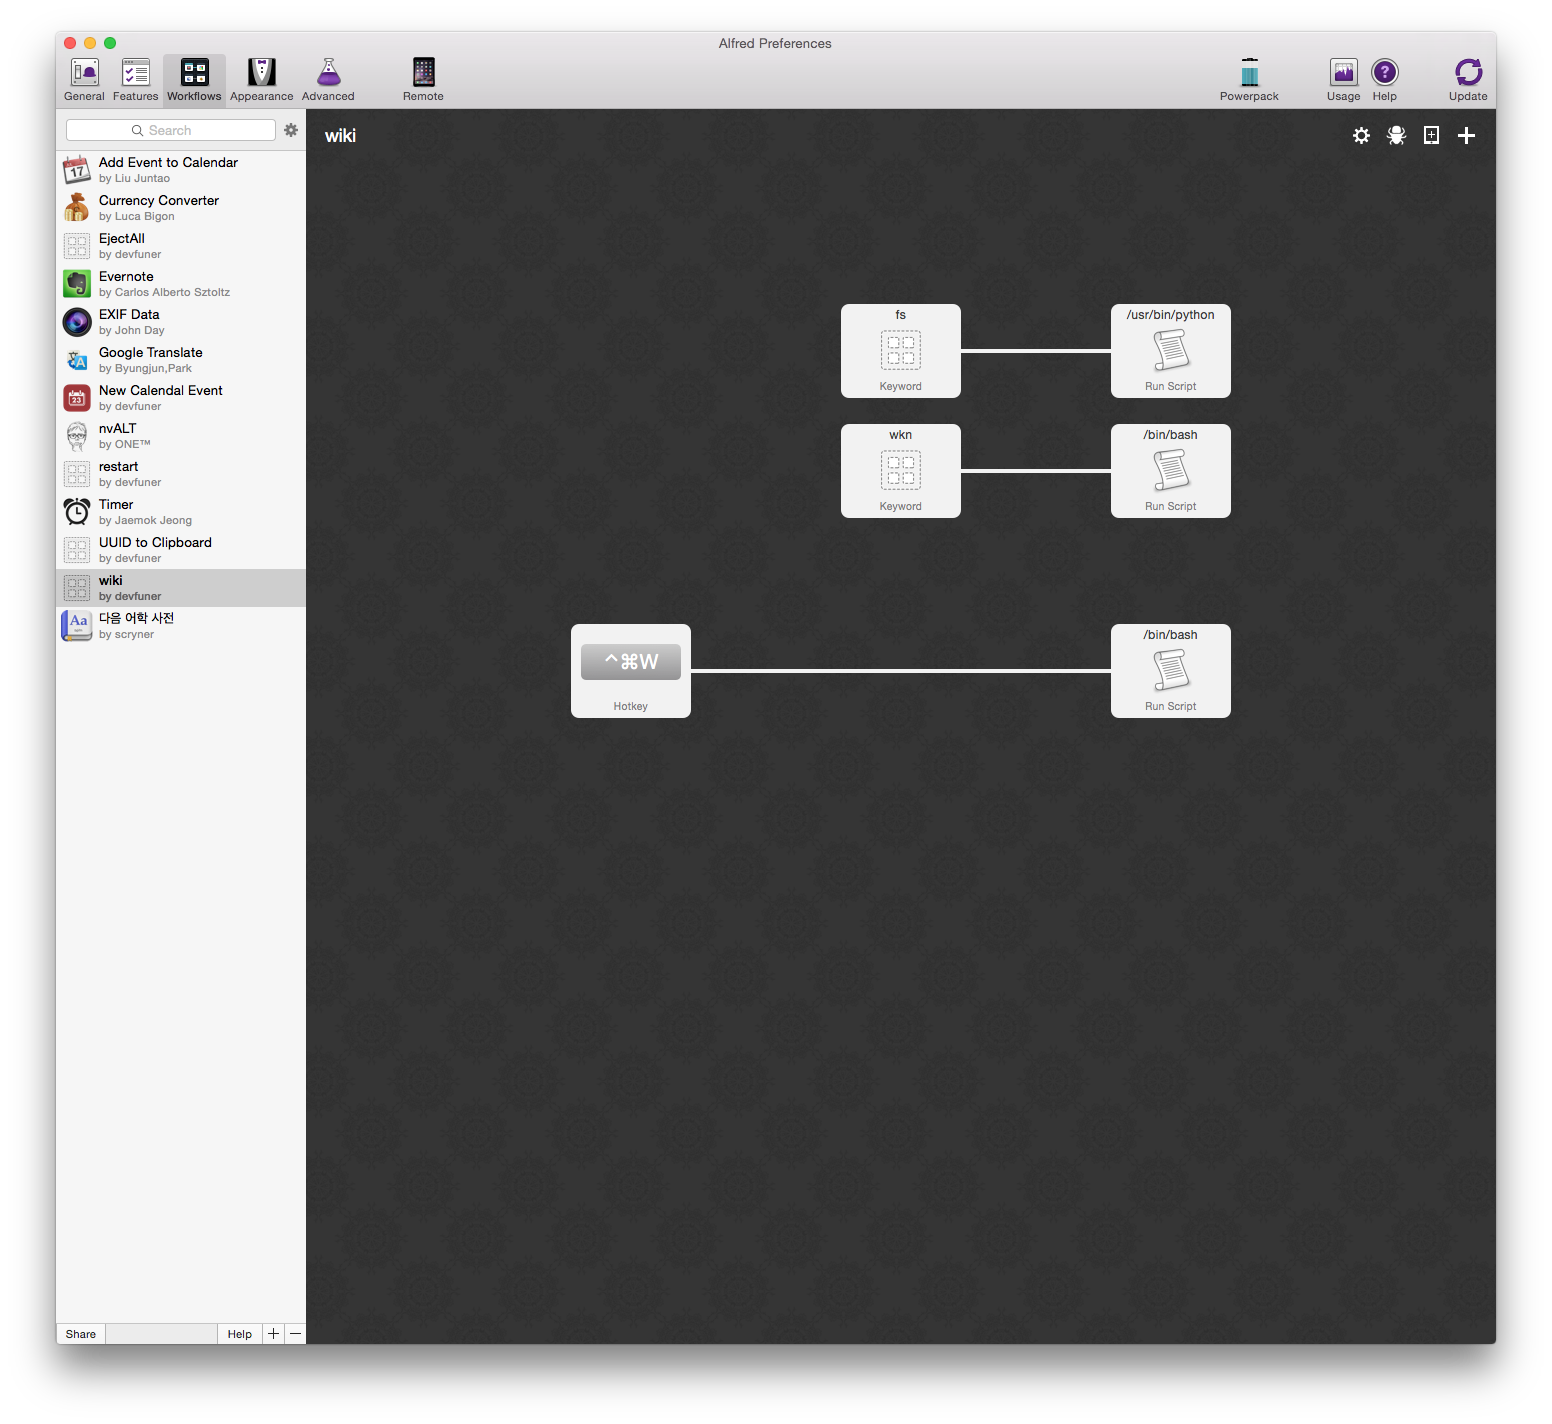 Alfred Preferences
General
Features
Workflows
Appearance
Advanced
Remote
Powerpack
Usage
Help
Update
Search
Add Event to Calendar
by Liu Juntao
Currency Converter
by Luca Bigon
EjectAll
by devfuner
Evernote
by Carlos Alberto Sztoltz
EXIF Data
by John Day
Google Translate
by Byungjun,Park
New Calendal Event
by devfuner
nvALT
by ONE™
restart
by devfuner
Timer
by Jaemok Jeong
UUID to Clipboard
by devfuner
wiki
by devfuner
다음 어학 사전
by scryner
Share
Help
wiki
fs
Keyword
/usr/bin/python
Run Script
wkn
Keyword
/bin/bash
Run Script
^⌘W
Hotkey
/bin/bash
Run Script